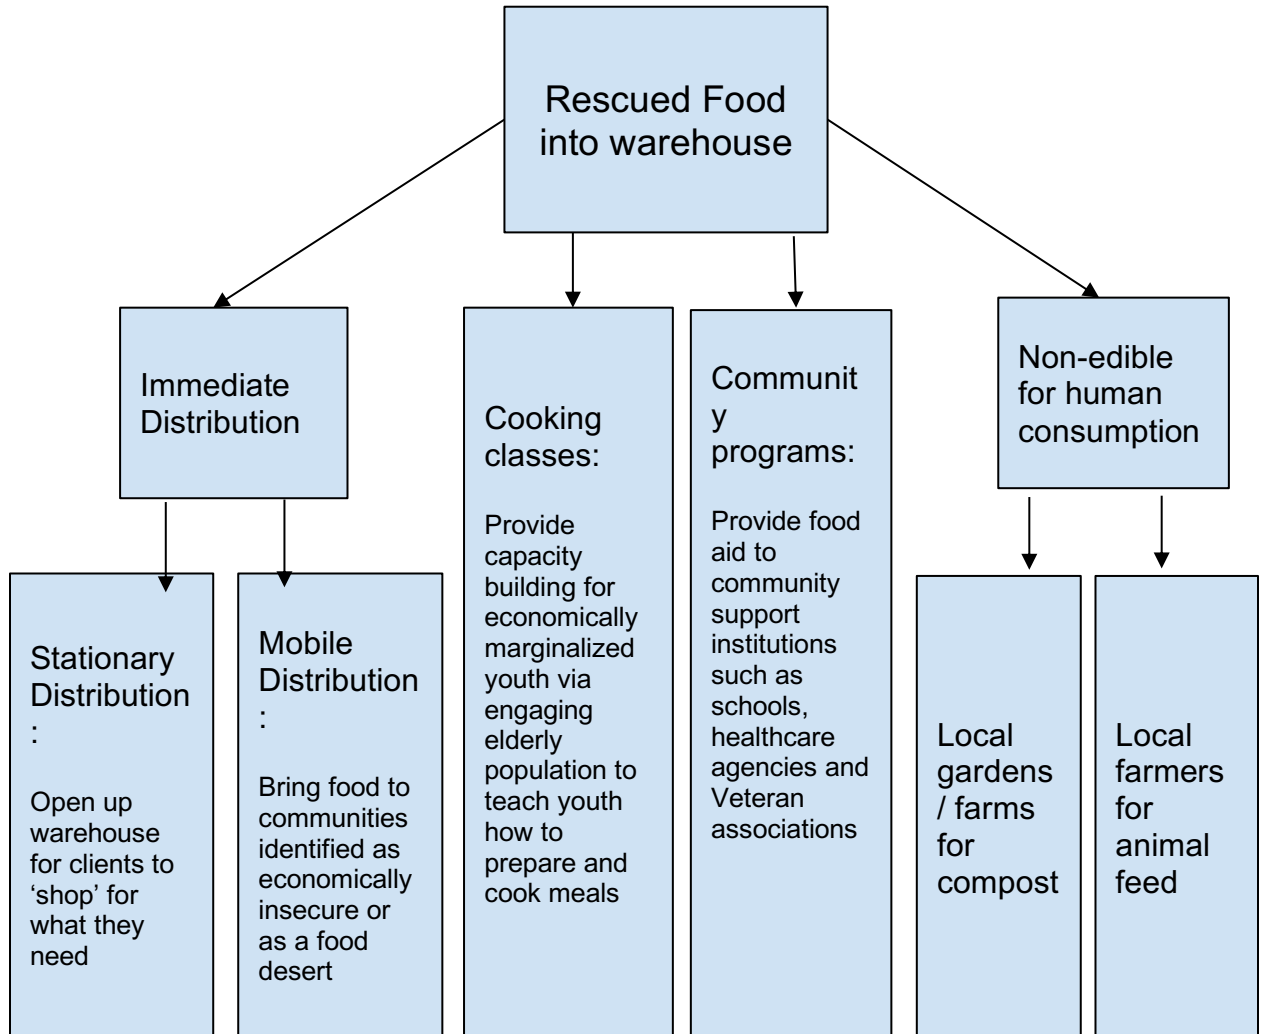 Rescued Food
into warehouse
Immediate
Distribution
Stationary
Distribution
:
Open up
warehouse
for clients to
‘shop’ for
what they
need
Mobile
Distribution
:
Bring food to
communities
identified as
economically
insecure or
as a food
desert
Cooking
classes:
Provide
capacity
building for
economically
marginalized
youth via
engaging
elderly
population to
teach youth
how to
prepare and
cook meals
Communit
y
programs:
Provide food
aid to
community
support
institutions
such as
schools,
healthcare
agencies and
Veteran
associations
Non-edible
for human
consumption
Local
gardens
/ farms
for
compost
Local
farmers
for
animal
feed